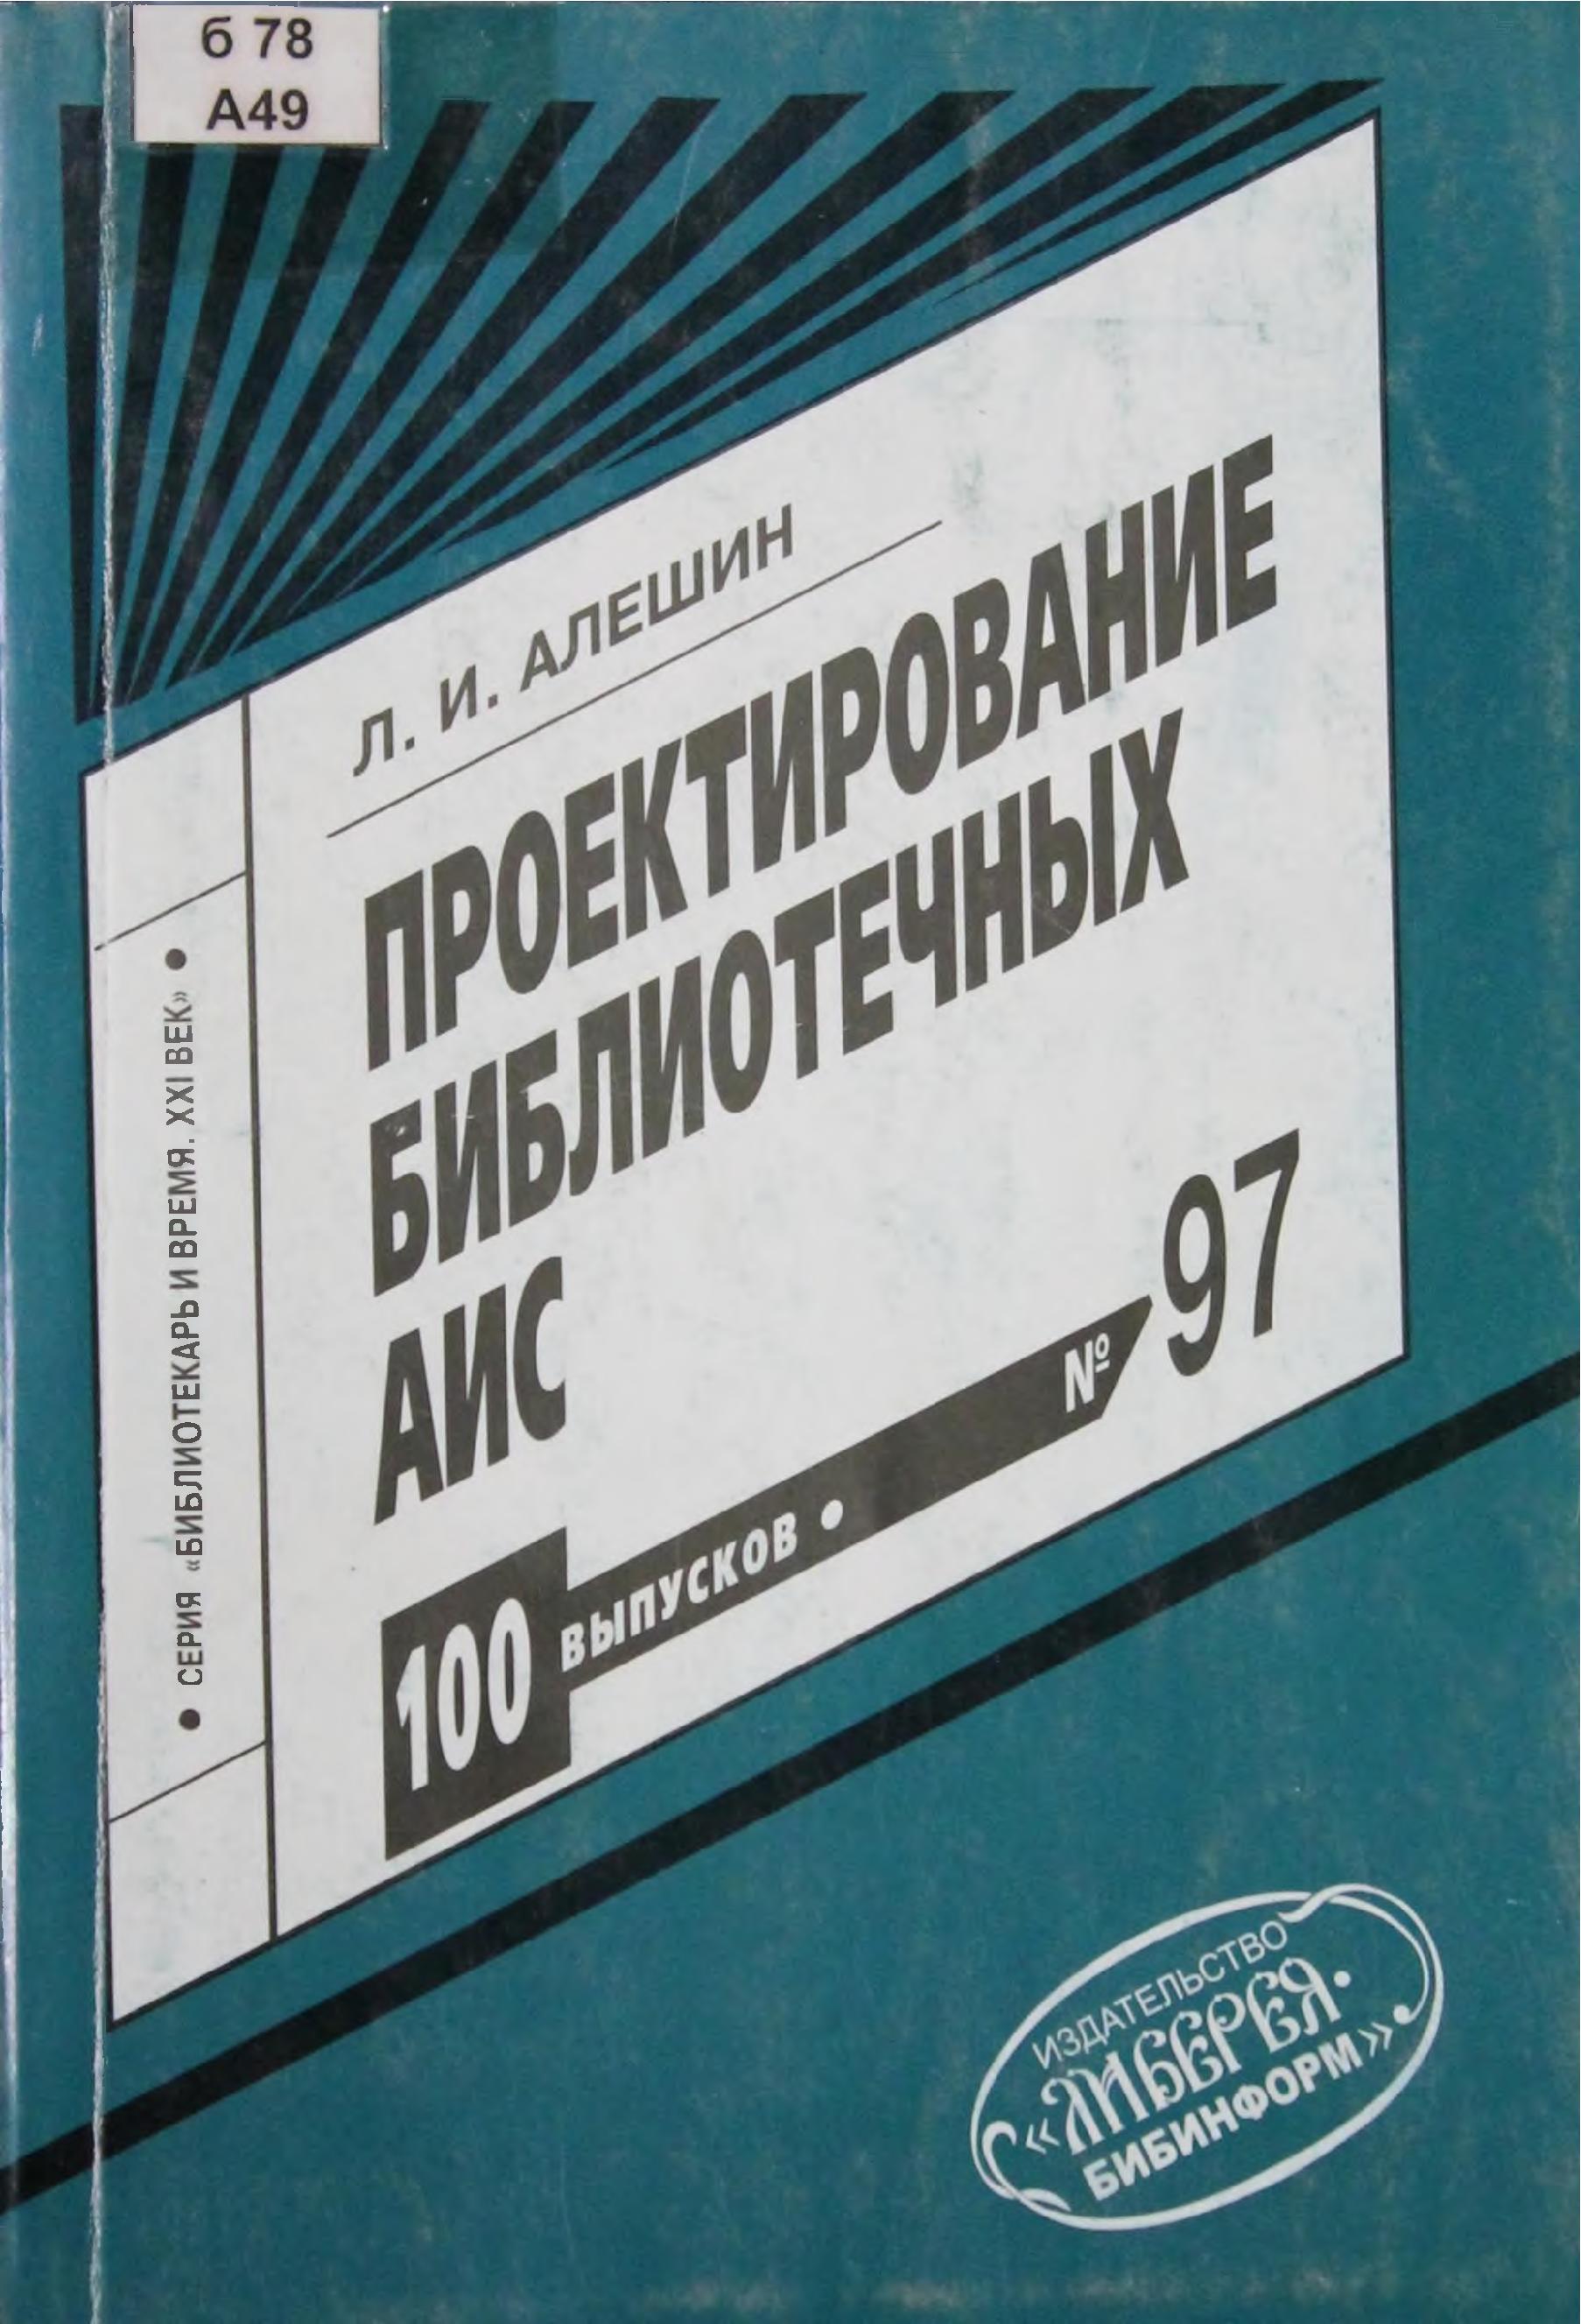 б 78
А49
Л. И. АЛЕШИН
ПРОЕКТИРОВАНИЕ
БИБЛИОТЕЧНЫХ
АИС
• СЕРИЯ «БИБЛИОТЕКАРЬ И ВРЕМЯ. XXI ВЕК» •
100 ВЫПУСКОВ • № 97
ИЗДАТЕЛЬСТВО
«ЛИБЕРЕЯ-
БИБИНФОРМ»